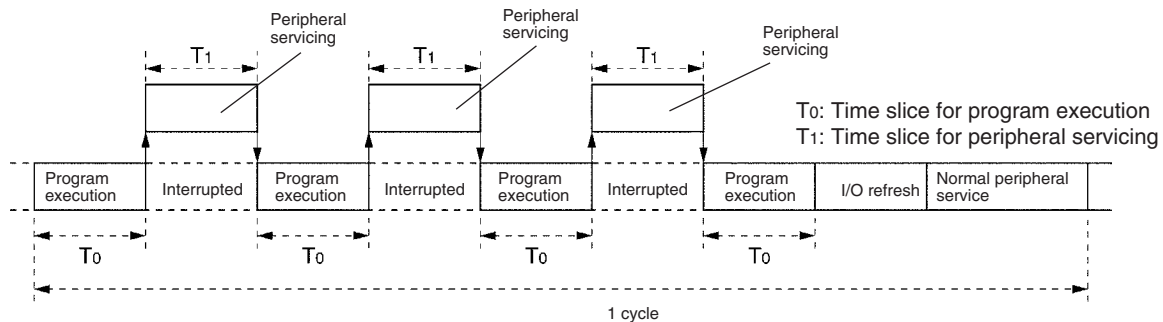 Peripheral
servicing
Peripheral
servicing
Peripheral
servicing
T1
T1
T1
T0: Time slice for program execution
T1: Time slice for peripheral servicing
Program
execution
Interrupted
Program
execution
Interrupted
Program
execution
Interrupted
Program
execution
I/O refresh
Normal peripheral
service
T0
T0
T0
T0
1 cycle